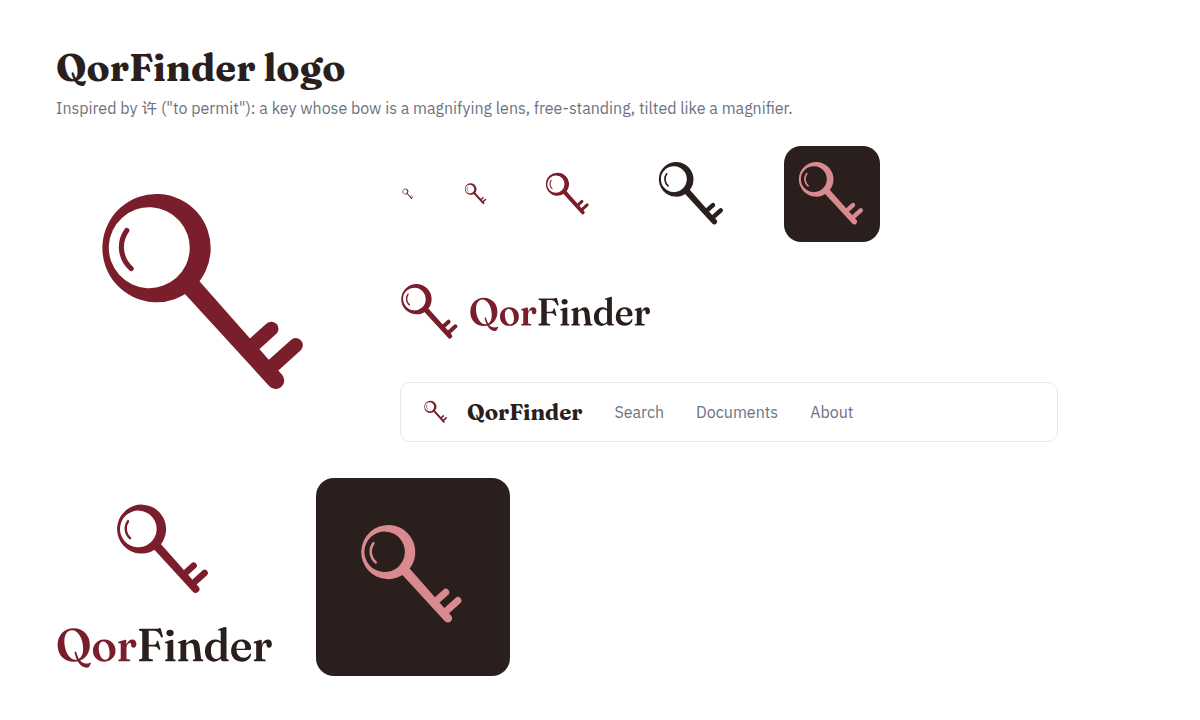 QorFinder logo
Inspired by 许 ("to permit"): a key whose bow is a magnifying lens, free-standing, tilted like a magnifier.
QorFinder
QorFinder Search Documents About
QorFinder